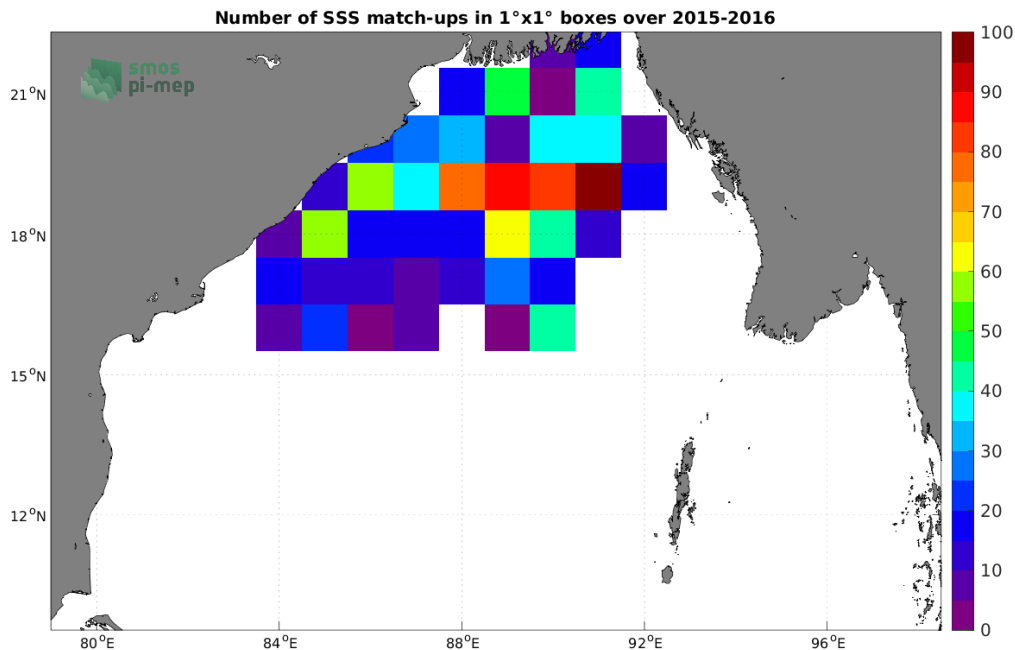 Number of SSS match-ups in 1°x1° boxes over 2015-2016
smos
pi-mep
21°N
18°N
15°N
12°N
80°E
84°E
88°E
92°E
96°E
100
90
80
70
60
50
40
30
20
10
0